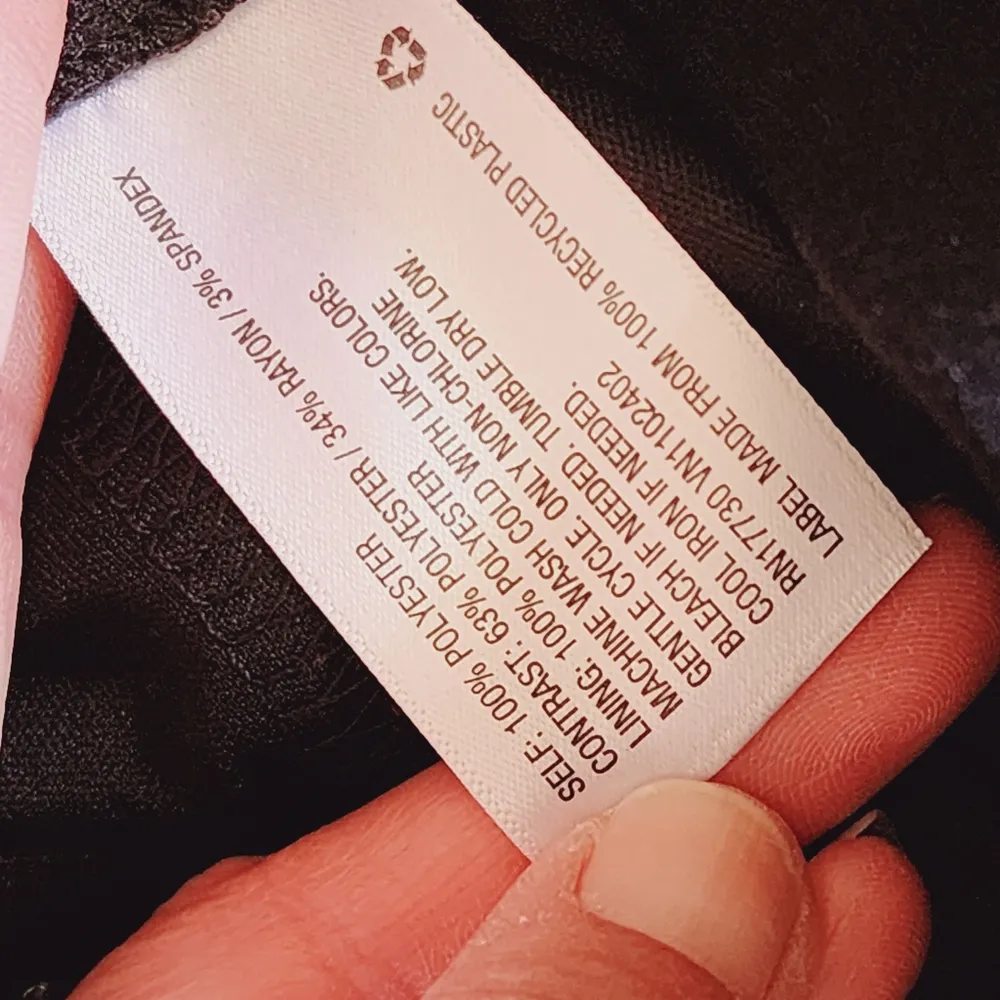 SELF: 100% POLYESTER
CONTRAST: 63% POLYESTER / 34% RAYON / 3% SPANDEX
LINING: 100% POLYESTER
MACHINE WASH COLD WITH LIKE COLORS.
GENTLE CYCLE. ONLY NON-CHLORINE
BLEACH IF NEEDED. TUMBLE DRY LOW.
COOL IRON IF NEEDED.
RN17730 VN1102402
LABEL MADE FROM 100% RECYCLED PLASTIC